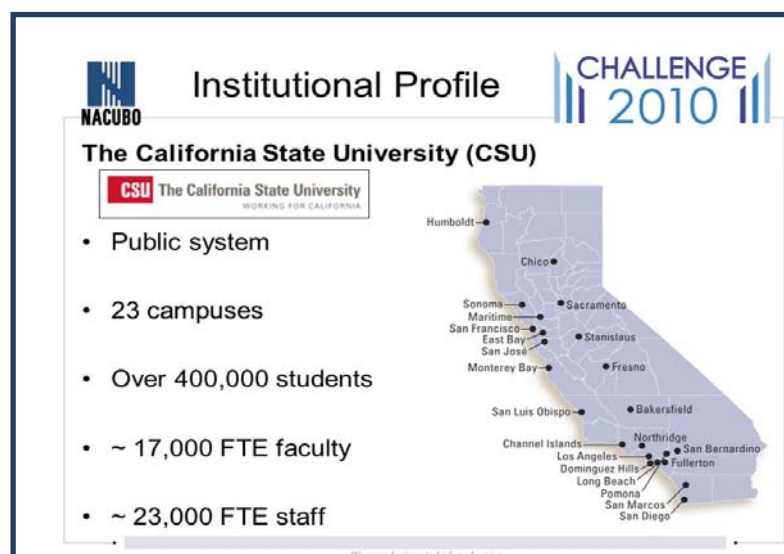 NACUBO
Institutional Profile
CHALLENGE
2010
The California State University (CSU)
CSU The California State University
WORKING FOR CALIFORNIA
• Public system
• 23 campuses
• Over 400,000 students
• ~ 17,000 FTE faculty
• ~ 23,000 FTE staff
Humboldt
Chico
Sonoma
Sacramento
Maritime
San Francisco
East Bay
Stanislaus
San José
Monterey Bay
Fresno
San Luis Obispo
Bakersfield
Channel Islands
Northridge
San Bernardino
Los Angeles
Dominguez Hills
Fullerton
Long Beach
Pomona
San Marcos
San Diego